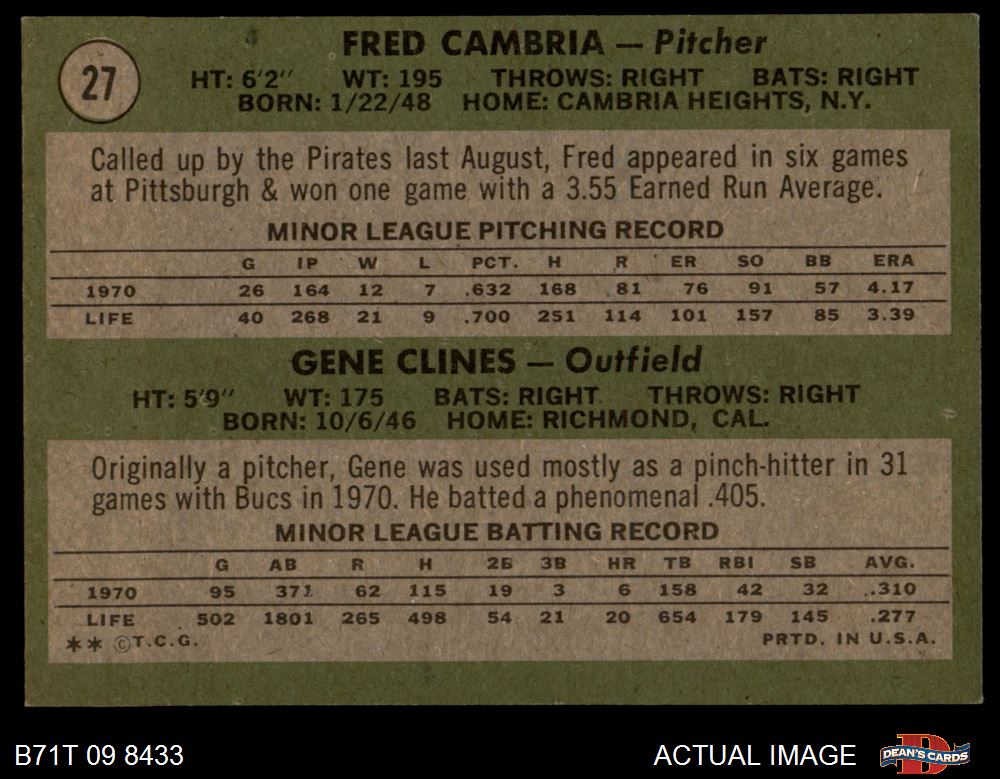 27
FRED CAMBRIA — Pitcher
HT: 6'2" WT: 195 THROWS: RIGHT BATS: RIGHT
BORN: 1/22/48 HOME: CAMBRIA HEIGHTS, N.Y.
Called up by the Pirates last August, Fred appeared in six games
at Pittsburgh & won one game with a 3.55 Earned Run Average.
MINOR LEAGUE PITCHING RECORD
G IP W L PCT. H R ER SO BB ERA
1970 26 164 12 7 .632 168 81 76 91 57 4.17
LIFE 40 268 21 9 .700 251 114 101 157 85 3.39
GENE CLINES — Outfield
HT: 5'9" WT: 175 BATS: RIGHT THROWS: RIGHT
BORN: 10/6/46 HOME: RICHMOND, CAL.
Originally a pitcher, Gene was used mostly as a pinch-hitter in 31
games with Bucs in 1970. He batted a phenomenal .405.
MINOR LEAGUE BATTING RECORD
G AB R H 2B 3B HR TB RBI SB AVG.
1970 95 371 62 115 19 3 6 158 42 32 .310
LIFE 502 1801 265 498 54 21 20 654 179 145 .277
** ©T.C.G. PRTD. IN U.S.A.
B71T 09 8433 ACTUAL IMAGE DEAN'S CARDS